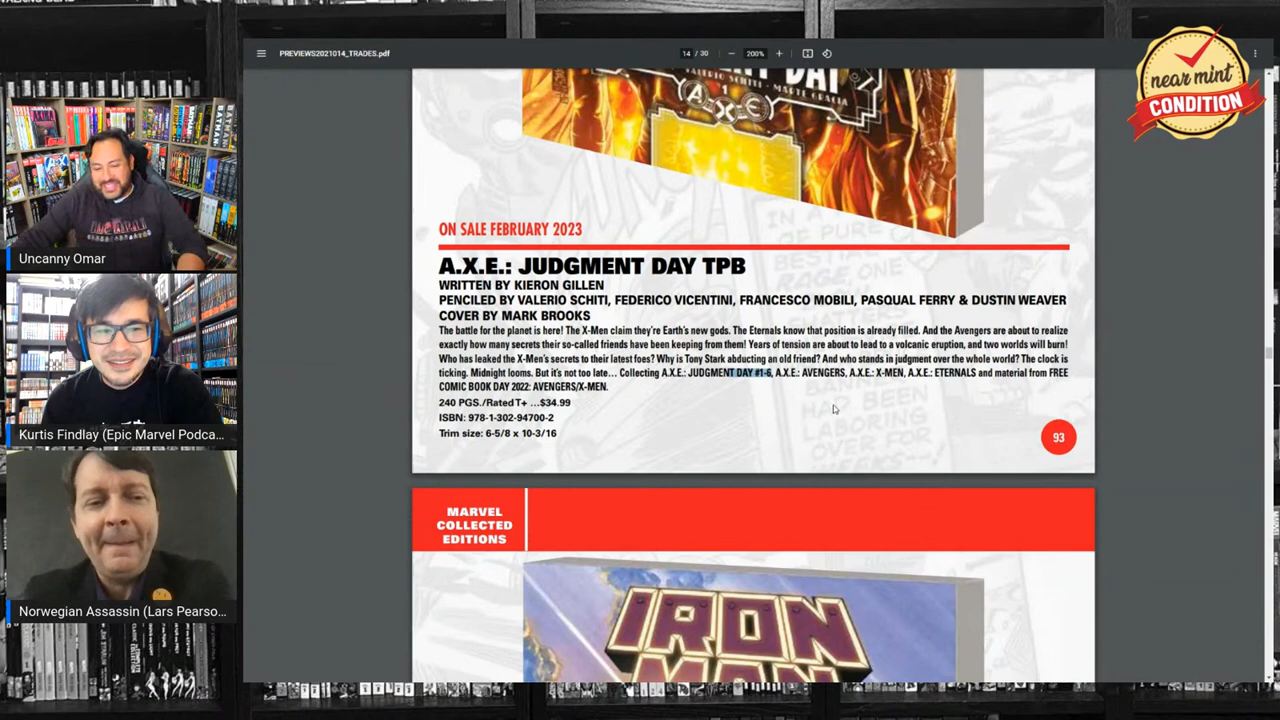 PREVIEWS2021014_TRADES.pdf
14 / 30
200%
near mint
CONDITION
VALERIO SCHITI · MARTE GRACIA
A.X.E
ON SALE FEBRUARY 2023
A.X.E.: JUDGMENT DAY TPB
WRITTEN BY KIERON GILLEN
PENCILED BY VALERIO SCHITI, FEDERICO VICENTINI, FRANCESCO MOBILI, PASQUAL FERRY & DUSTIN WEAVER
COVER BY MARK BROOKS
The battle for the planet is here! The X-Men claim they're Earth's new gods. The Eternals know that position is already filled. And the Avengers are about to realize
exactly how many secrets their so-called friends have been keeping from them! Years of tension are about to lead to a volcanic eruption, and two worlds will burn!
Who has leaked the X-Men's secrets to their latest foes? Why is Tony Stark abducting an old friend? And who stands in judgment over the whole world? The clock is
ticking. Midnight looms. But it's not too late... Collecting A.X.E.: JUDGMENT DAY #1-6, A.X.E.: AVENGERS, A.X.E.: X-MEN, A.X.E.: ETERNALS and material from FREE
COMIC BOOK DAY 2022: AVENGERS/X-MEN.
240 PGS./Rated T+ ...$34.99
ISBN: 978-1-302-94700-2
Trim size: 6-5/8 x 10-3/16
93
MARVEL
COLLECTED
EDITIONS
IRON
MAN
Uncanny Omar
Kurtis Findlay (Epic Marvel Podca...
Norwegian Assassin (Lars Pearso...